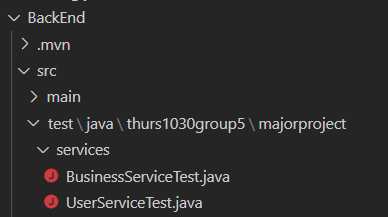 BackEnd
.mvn
src
main
test\java\thurs1030group5\majorproject
services
J BusinessServiceTest.java
J UserServiceTest.java